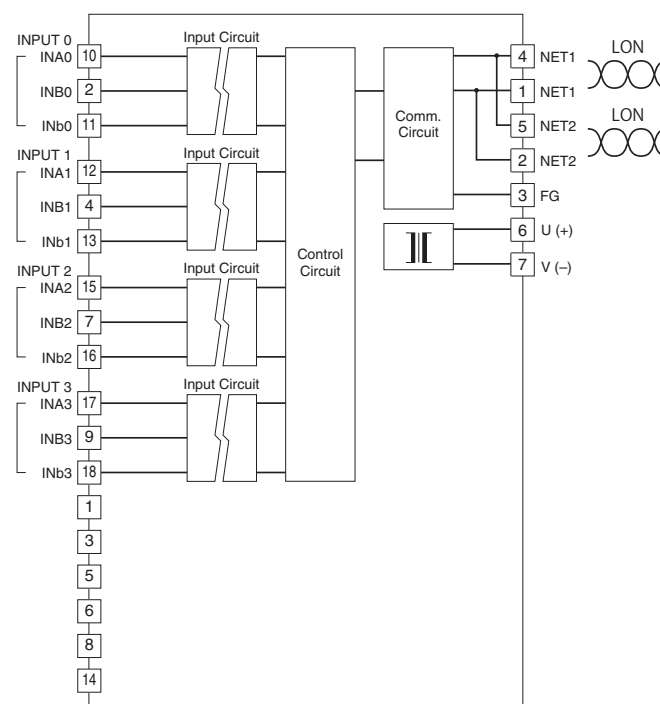 INPUT 0
INA0 10
INB0 2
INb0 11
Input Circuit
INPUT 1
INA1 12
INB1 4
INb1 13
Input Circuit
INPUT 2
INA2 15
INB2 7
INb2 16
Input Circuit
INPUT 3
INA3 17
INB3 9
INb3 18
Input Circuit
1
3
5
6
8
14
Control
Circuit
Comm.
Circuit
4 NET1
1 NET1
5 NET2
2 NET2
3 FG
6 U (+)
7 V (–)
LON
LON